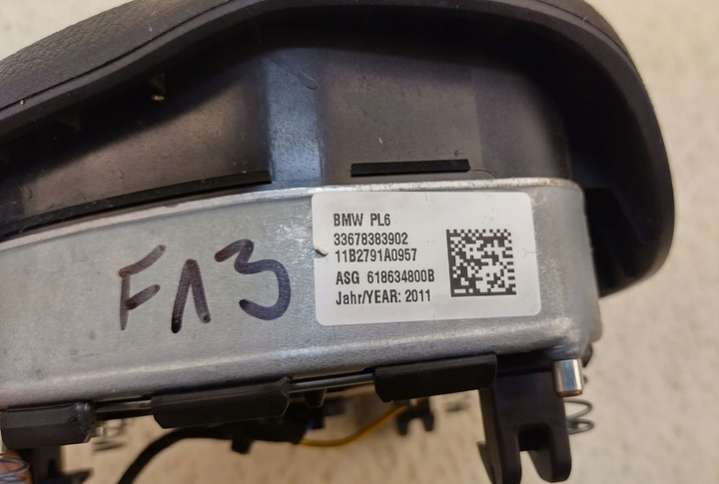 F13
BMW PL6
33678383902
11B2791A0957
ASG 618634800B
Jahr/YEAR: 2011